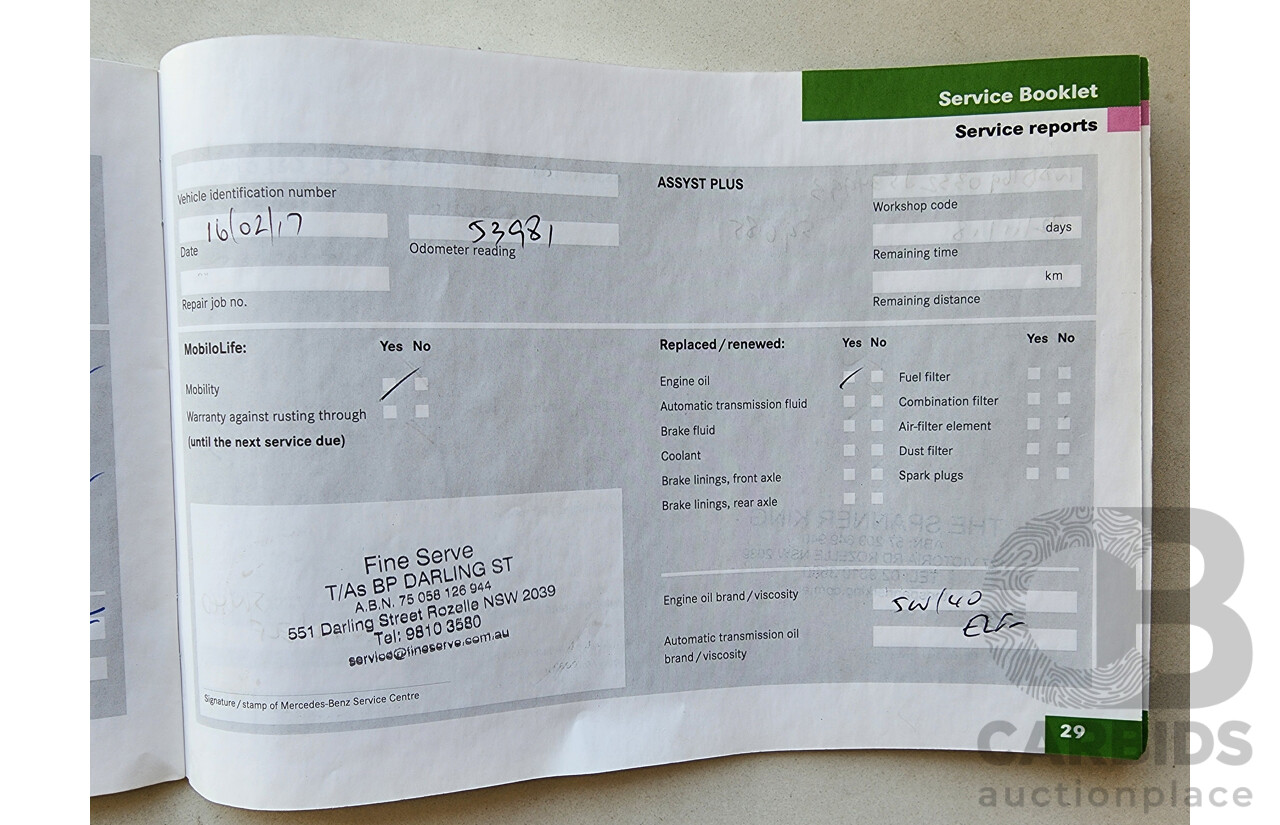 Service Booklet
Service reports
Vehicle identification number
16/02/17
Date
53981
Odometer reading
Repair job no.
ASSYST PLUS
Workshop code
days
Remaining time
km
Remaining distance
MobiloLife:
Yes No
Mobility
Warranty against rusting through
(until the next service due)
Replaced/renewed:
Yes No
Yes No
Engine oil
Automatic transmission fluid
Brake fluid
Coolant
Brake linings, front axle
Brake linings, rear axle
Fuel filter
Combination filter
Air-filter element
Dust filter
Spark plugs
Fine Serve
T/As BP DARLING ST
A.B.N. 75 058 126 944
551 Darling Street Rozelle NSW 2039
Tel: 9810 3580
service@fineserve.com.au
Signature/stamp of Mercedes-Benz Service Centre
Engine oil brand/viscosity
5W/40
ELF
Automatic transmission oil
brand/viscosity
29
CARBIDS
auctionplace